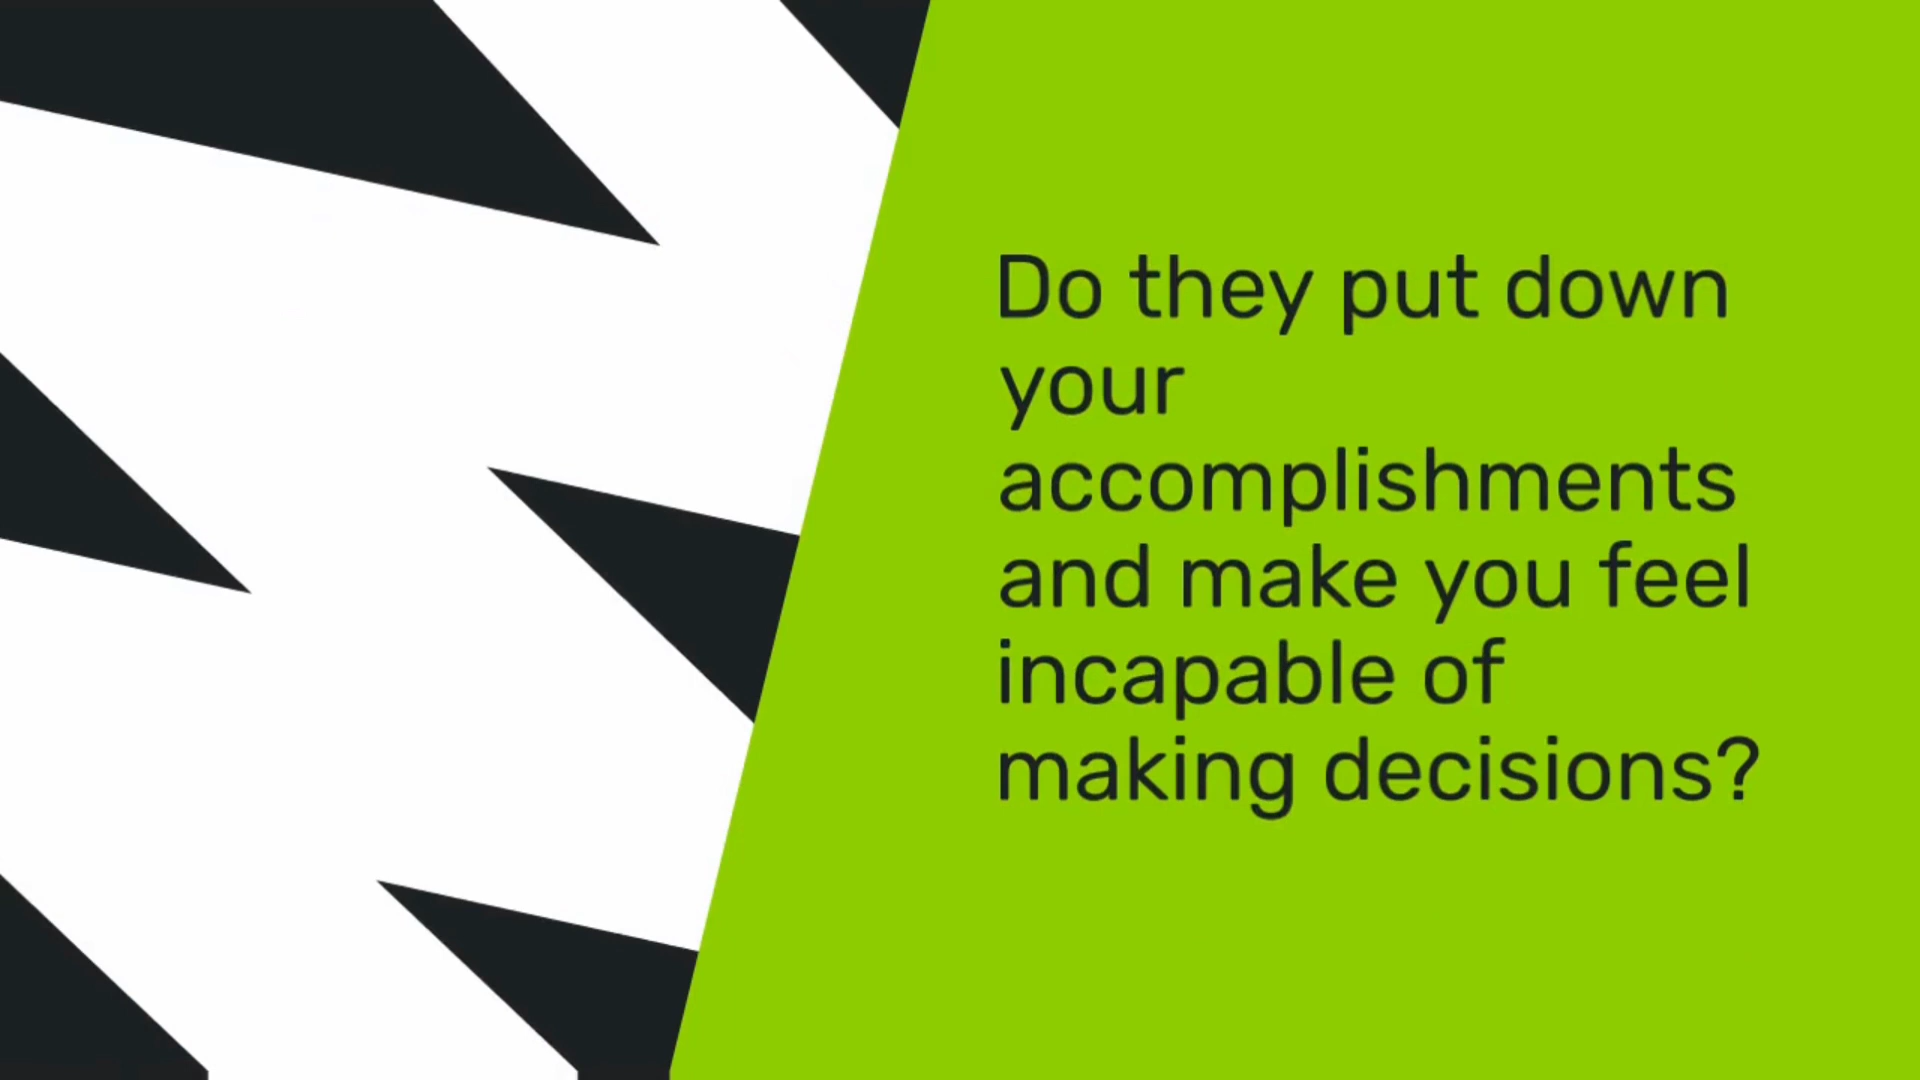 Do they put down
your
accomplishments
and make you feel
incapable of
making decisions?